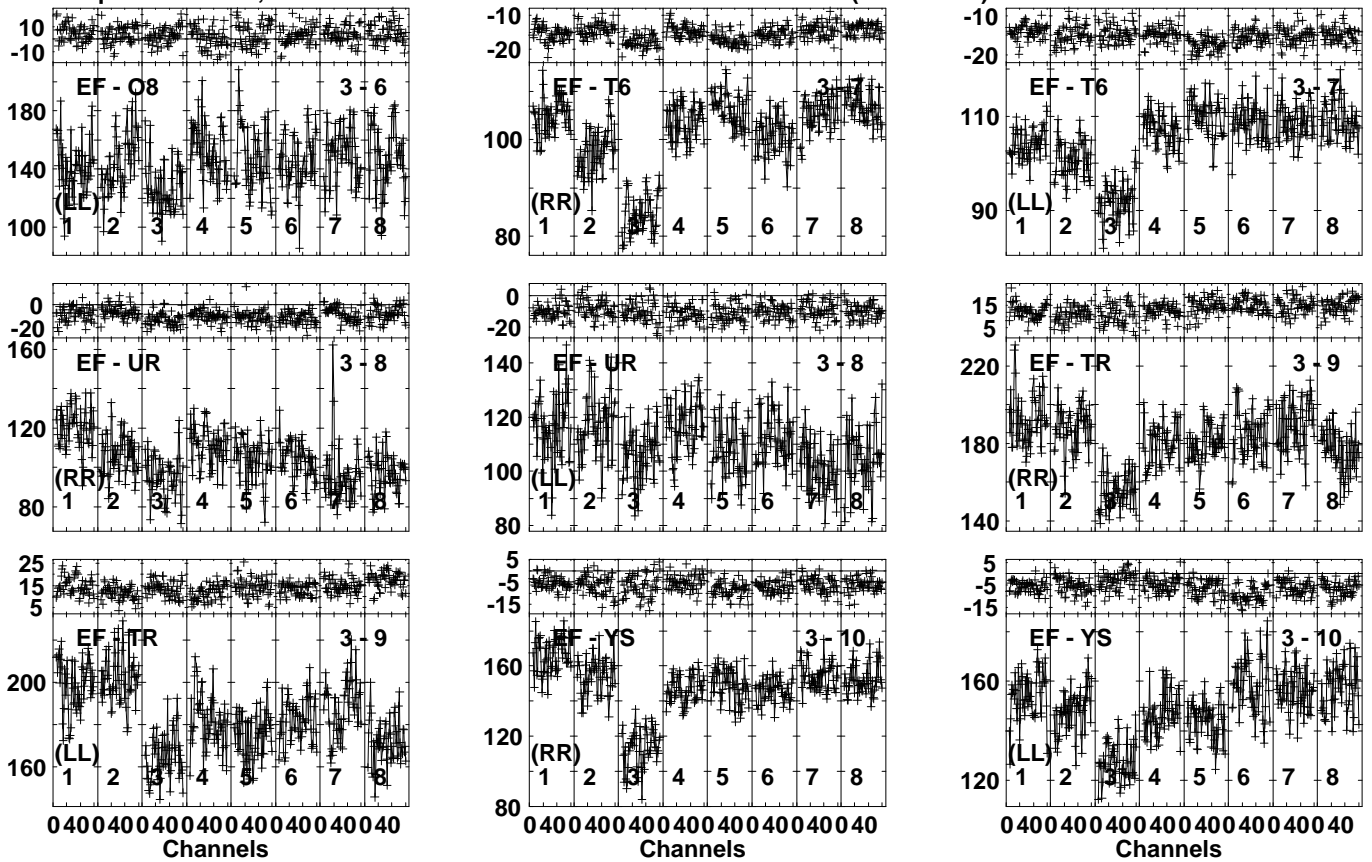 10 -10 -10
-10 -20 -20
EF - O8 3 - 6 EF - T6 3 - 7 EF - T6 3 - 7
180 110
140 100
(LL) (RR) (LL)
100 90
1 2 3 4 5 6 7 8 1 2 3 4 5 6 7 8 1 2 3 4 5 6 7 8
80
0 0 15
-20 -20 5
160 EF - UR 3 - 8 140 EF - UR 3 - 8 220 EF - TR 3 - 9
120 120 180
100
(RR) (LL) (RR)
80 1 2 3 4 5 6 7 8 1 2 3 4 5 6 7 8 1 2 3 4 5 6 7 8
80 140
25 5 5
15 -5 -5
5 -15 -15
EF - TR 3 - 9 EF - YS 3 - 10 EF - YS 3 - 10
200 160 160
120
(LL) (RR) (LL)
160 1 2 3 4 5 6 7 8 1 2 3 4 5 6 7 8 120 1 2 3 4 5 6 7 8
80
0 40 0 40 0 40 0 40 0 40 0 40 0 40 0 40 0 40 0 40 0 40 0 40 0 40 0 40 0 40 0 40 0 40 0 40 0 40 0 40 0 40 0 40 0 40 0 40
Channels Channels Channels